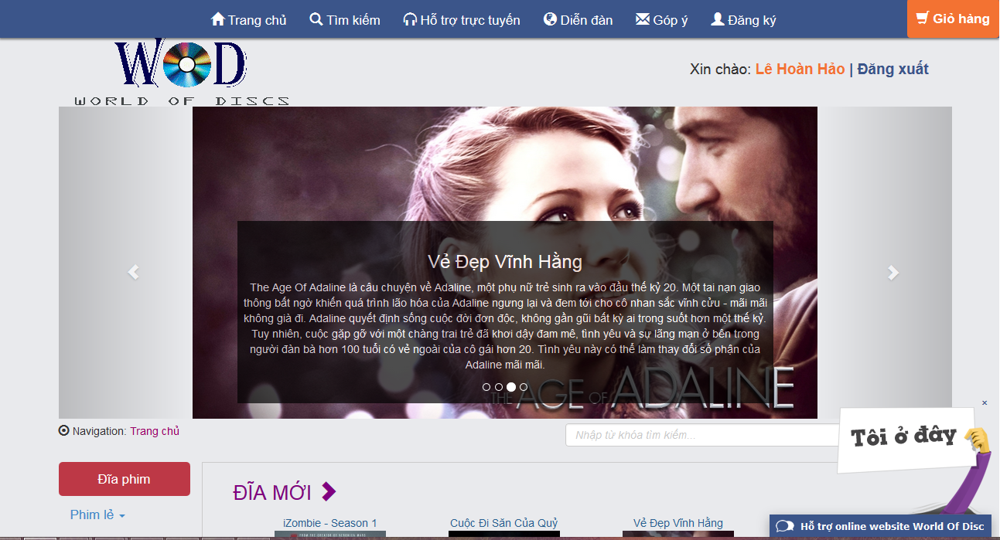 Trang chủ Tìm kiếm Hỗ trợ trực tuyến Diễn đàn Góp ý Đăng ký Giỏ hàng
WOD
WORLD OF DISCS
Xin chào: Lê Hoàn Hảo | Đăng xuất
Vẻ Đẹp Vĩnh Hằng
The Age Of Adaline là câu chuyện về Adaline, một phụ nữ trẻ sinh ra vào đầu thế kỷ 20. Một tai nạn giao
thông bất ngờ khiến quá trình lão hóa của Adaline ngưng lại và đem tới cho cô nhan sắc vĩnh cửu - mãi mãi
không già đi. Adaline quyết định sống cuộc đời đơn độc, không gần gũi bất kỳ ai trong suốt hơn một thế kỷ.
Tuy nhiên, cuộc gặp gỡ với một chàng trai trẻ đã khơi dậy đam mê, tình yêu và sự lãng mạn ở bên trong
người đàn bà hơn 100 tuổi có vẻ ngoài của cô gái hơn 20. Tình yêu này có thể làm thay đổi số phận của
Adaline mãi mãi.
THE AGE OF ADALINE
Navigation: Trang chủ
Nhập từ khóa tìm kiếm...
Tôi ở đây
Đĩa phim
ĐĨA MỚI
Phim lẻ
iZombie - Season 1 Cuộc Đi Săn Của Quỷ Vẻ Đẹp Vĩnh Hằng
Hỗ trợ online website World Of Disc